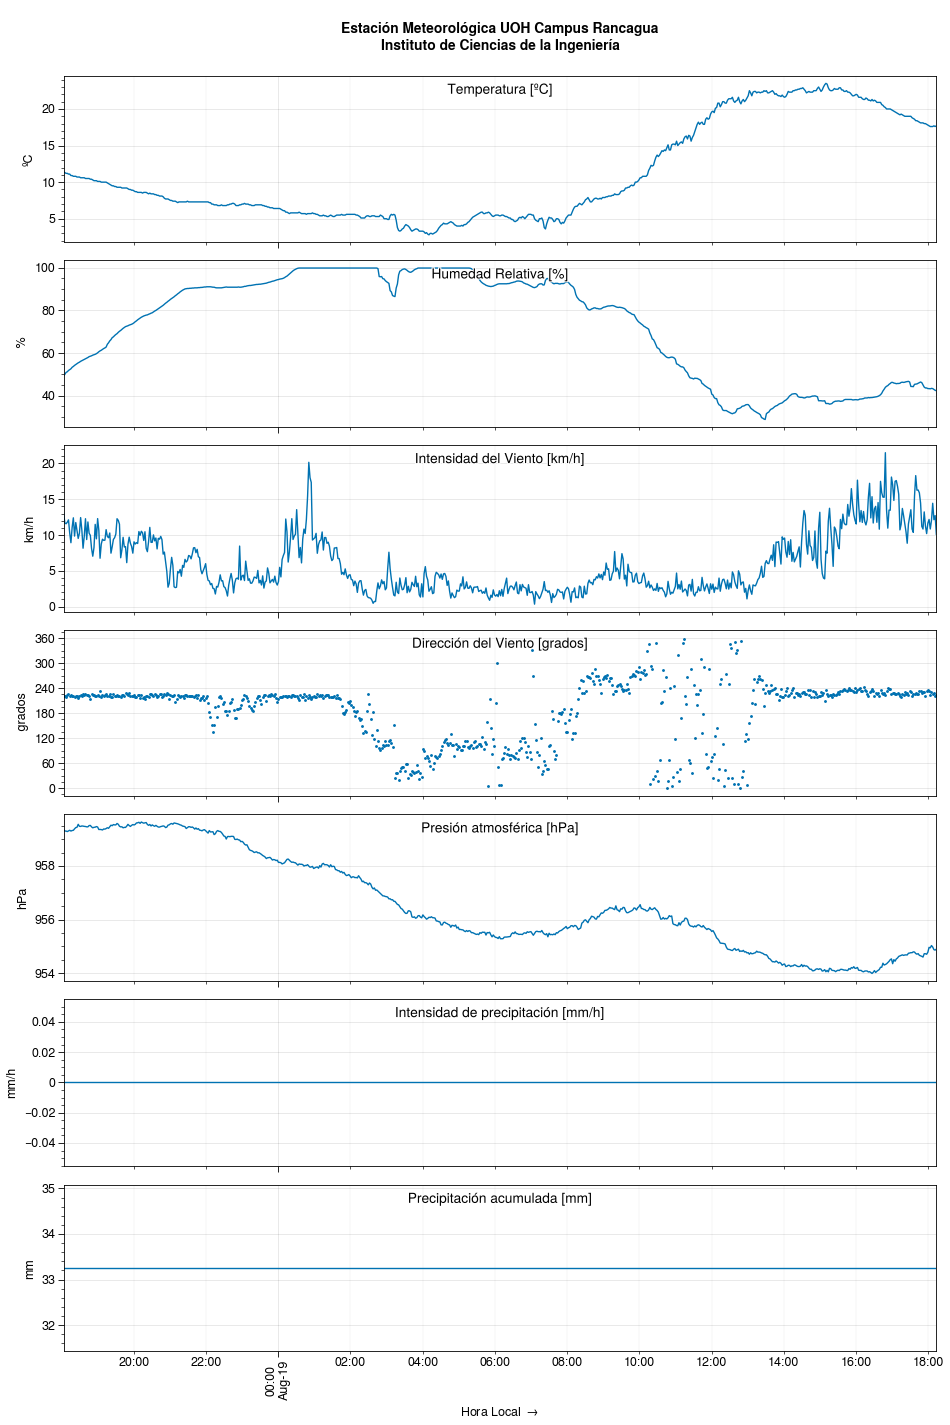 Estación Meteorológica UOH Campus Rancagua
Instituto de Ciencias de la Ingeniería
Temperatura [ºC]
ºC
20
15
10
5
Humedad Relativa [%]
%
100
80
60
40
Intensidad del Viento [km/h]
km/h
20
15
10
5
0
Dirección del Viento [grados]
grados
360
300
240
180
120
60
0
Presión atmosférica [hPa]
hPa
958
956
954
Intensidad de precipitación [mm/h]
mm/h
0.04
0.02
0
−0.02
−0.04
Precipitación acumulada [mm]
mm
35
34
33
32
20:00
22:00
00:00
Aug-19
02:00
04:00
06:00
08:00
10:00
12:00
14:00
16:00
18:00
Hora Local →